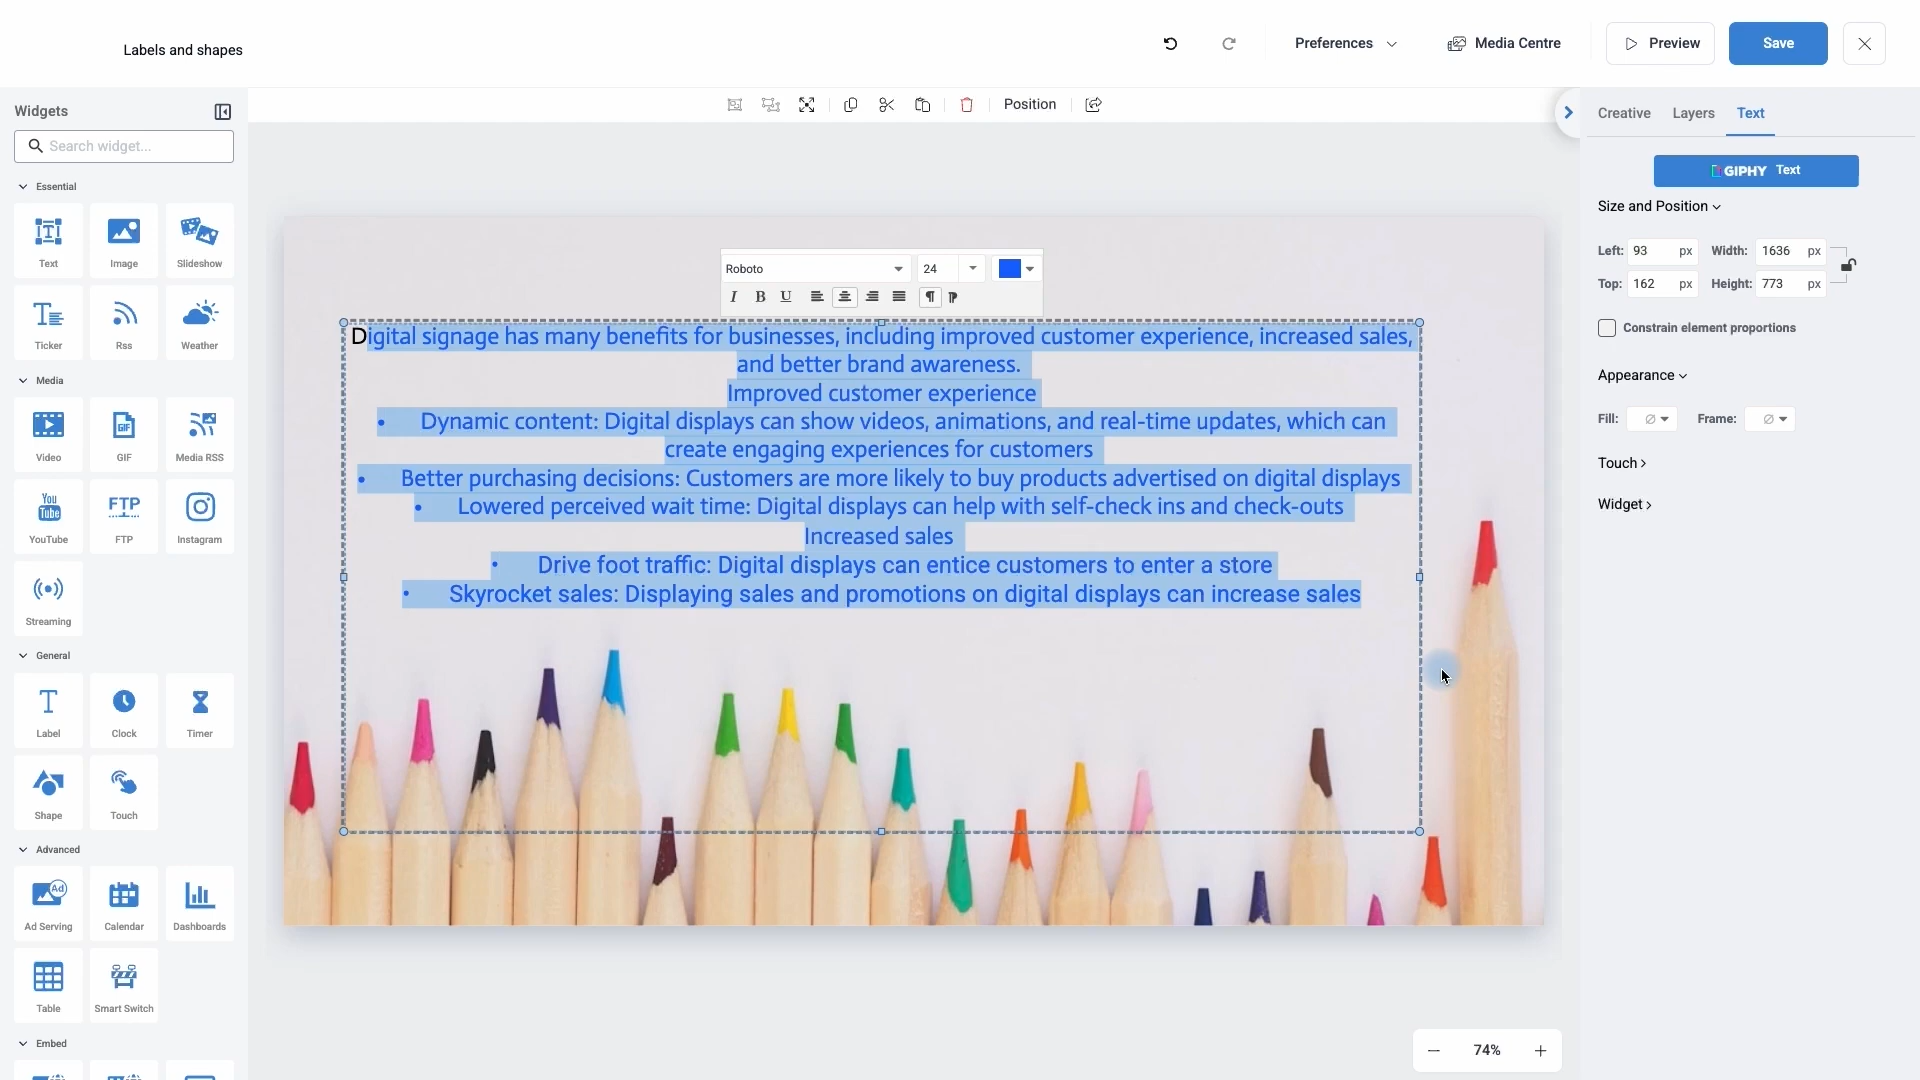 Labels and shapes
Preferences
Media Centre
Preview
Save
Widgets
Search widget...
Essential
Text
Image
Slideshow
Ticker
Rss
Weather
Media
Video
GIF
GIF
Media RSS
You
Tube
YouTube
FTP
FTP
Instagram
Streaming
General
T
Label
Clock
Timer
Shape
Touch
Advanced
Ad
Ad Serving
Calendar
Dashboards
Table
Smart Switch
Embed
Position
Roboto
24
I B U
Digital signage has many benefits for businesses, including improved customer experience, increased sales,
and better brand awareness.
Improved customer experience
• Dynamic content: Digital displays can show videos, animations, and real-time updates, which can
create engaging experiences for customers
• Better purchasing decisions: Customers are more likely to buy products advertised on digital displays
• Lowered perceived wait time: Digital displays can help with self-check ins and check-outs
Increased sales
• Drive foot traffic: Digital displays can entice customers to enter a store
• Skyrocket sales: Displaying sales and promotions on digital displays can increase sales
74%
Creative
Layers
Text
GIPHY Text
Size and Position
Left: 93 px Width: 1636 px
Top: 162 px Height: 773 px
Constrain element proportions
Appearance
Fill: Frame:
Touch
Widget